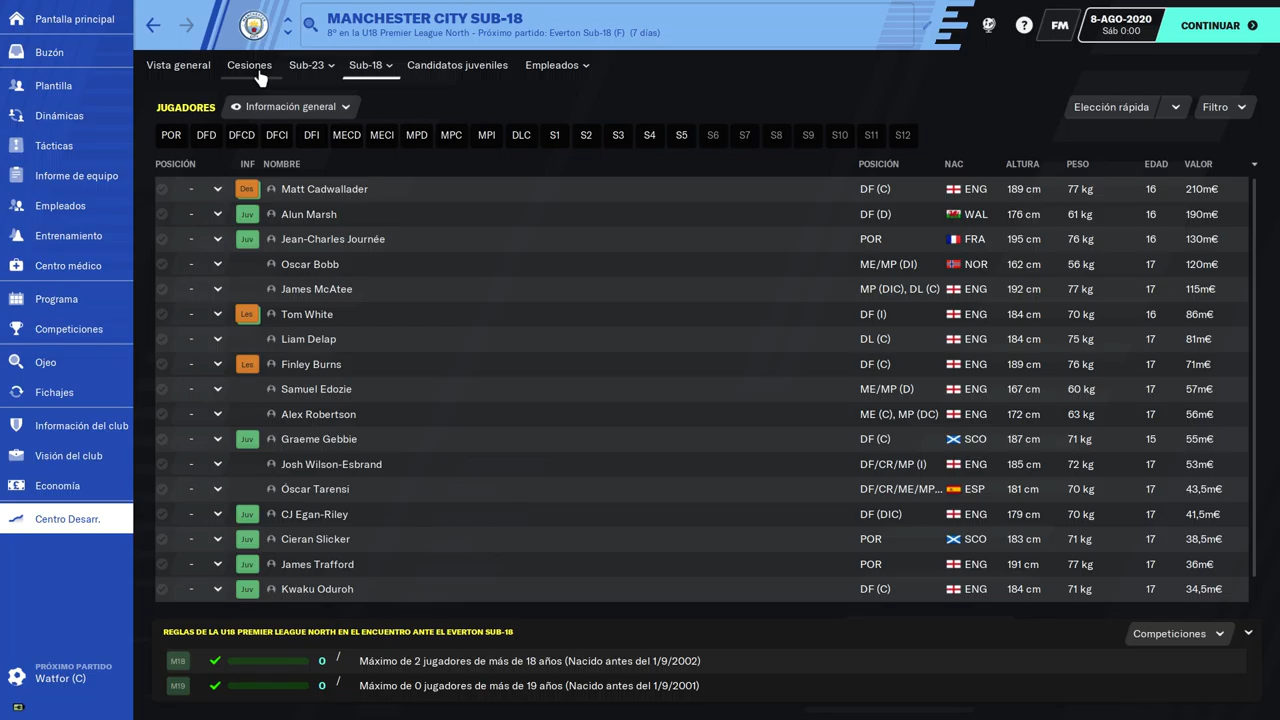 Pantalla principal
Buzón
Plantilla
Dinámicas
Tácticas
Informe de equipo
Empleados
Entrenamiento
Centro médico
Programa
Competiciones
Ojeo
Fichajes
Información del club
Visión del club
Economía
Centro Desarr,
PRÓXIMO PARTIDO
Watfor (C)
MANCHESTER CITY SUB-18
8º en la U18 Premier League North - Próximo partido: Everton Sub-18 (F) (7 días)
FM
8-AGO-2020
Sáb 0:00
CONTINUAR
Vista general Cesiones Sub-23 Sub-18 Candidatos juveniles Empleados
JUGADORES Información general Elección rápida Filtro
POR DFD DFCD DFCI DFI MECD MECI MPD MPC MPI DLC S1 S2 S3 S4 S5 S6 S7 S8 S9 S10 S11 S12
POSICIÓN INF NOMBRE POSICIÓN NAC ALTURA PESO EDAD VALOR
- Des Matt Cadwallader DF (C) ENG 189 cm 77 kg 16 210m€
- Juv Alun Marsh DF (D) WAL 176 cm 61 kg 16 190m€
- Juv Jean-Charles Journée POR FRA 195 cm 76 kg 16 130m€
- Oscar Bobb ME/MP (DI) NOR 162 cm 56 kg 17 120m€
- James McAtee MP (DIC), DL (C) ENG 192 cm 77 kg 17 115m€
- Les Tom White DF (I) ENG 184 cm 70 kg 16 86m€
- Liam Delap DL (C) ENG 184 cm 75 kg 17 81m€
- Les Finley Burns DF (C) ENG 189 cm 76 kg 17 71m€
- Samuel Edozie ME/MP (D) ENG 167 cm 60 kg 17 57m€
- Alex Robertson ME (C), MP (DC) ENG 172 cm 63 kg 17 56m€
- Juv Graeme Gebbie DF (C) SCO 187 cm 71 kg 15 55m€
- Josh Wilson-Esbrand DF/CR/MP (I) ENG 185 cm 72 kg 17 53m€
- Óscar Tarensi DF/CR/ME/MP... ESP 181 cm 70 kg 17 43,5m€
- Juv CJ Egan-Riley DF (DIC) ENG 179 cm 70 kg 17 41,5m€
- Juv Cieran Slicker POR SCO 183 cm 71 kg 17 38,5m€
- Juv James Trafford POR ENG 191 cm 77 kg 17 36m€
- Juv Kwaku Oduroh DF (C) ENG 184 cm 71 kg 17 34,5m€
REGLAS DE LA U18 PREMIER LEAGUE NORTH EN EL ENCUENTRO ANTE EL EVERTON SUB-18
Competiciones
M18 0 / Máximo de 2 jugadores de más de 18 años (Nacido antes del 1/9/2002)
M19 0 / Máximo de 0 jugadores de más de 19 años (Nacido antes del 1/9/2001)